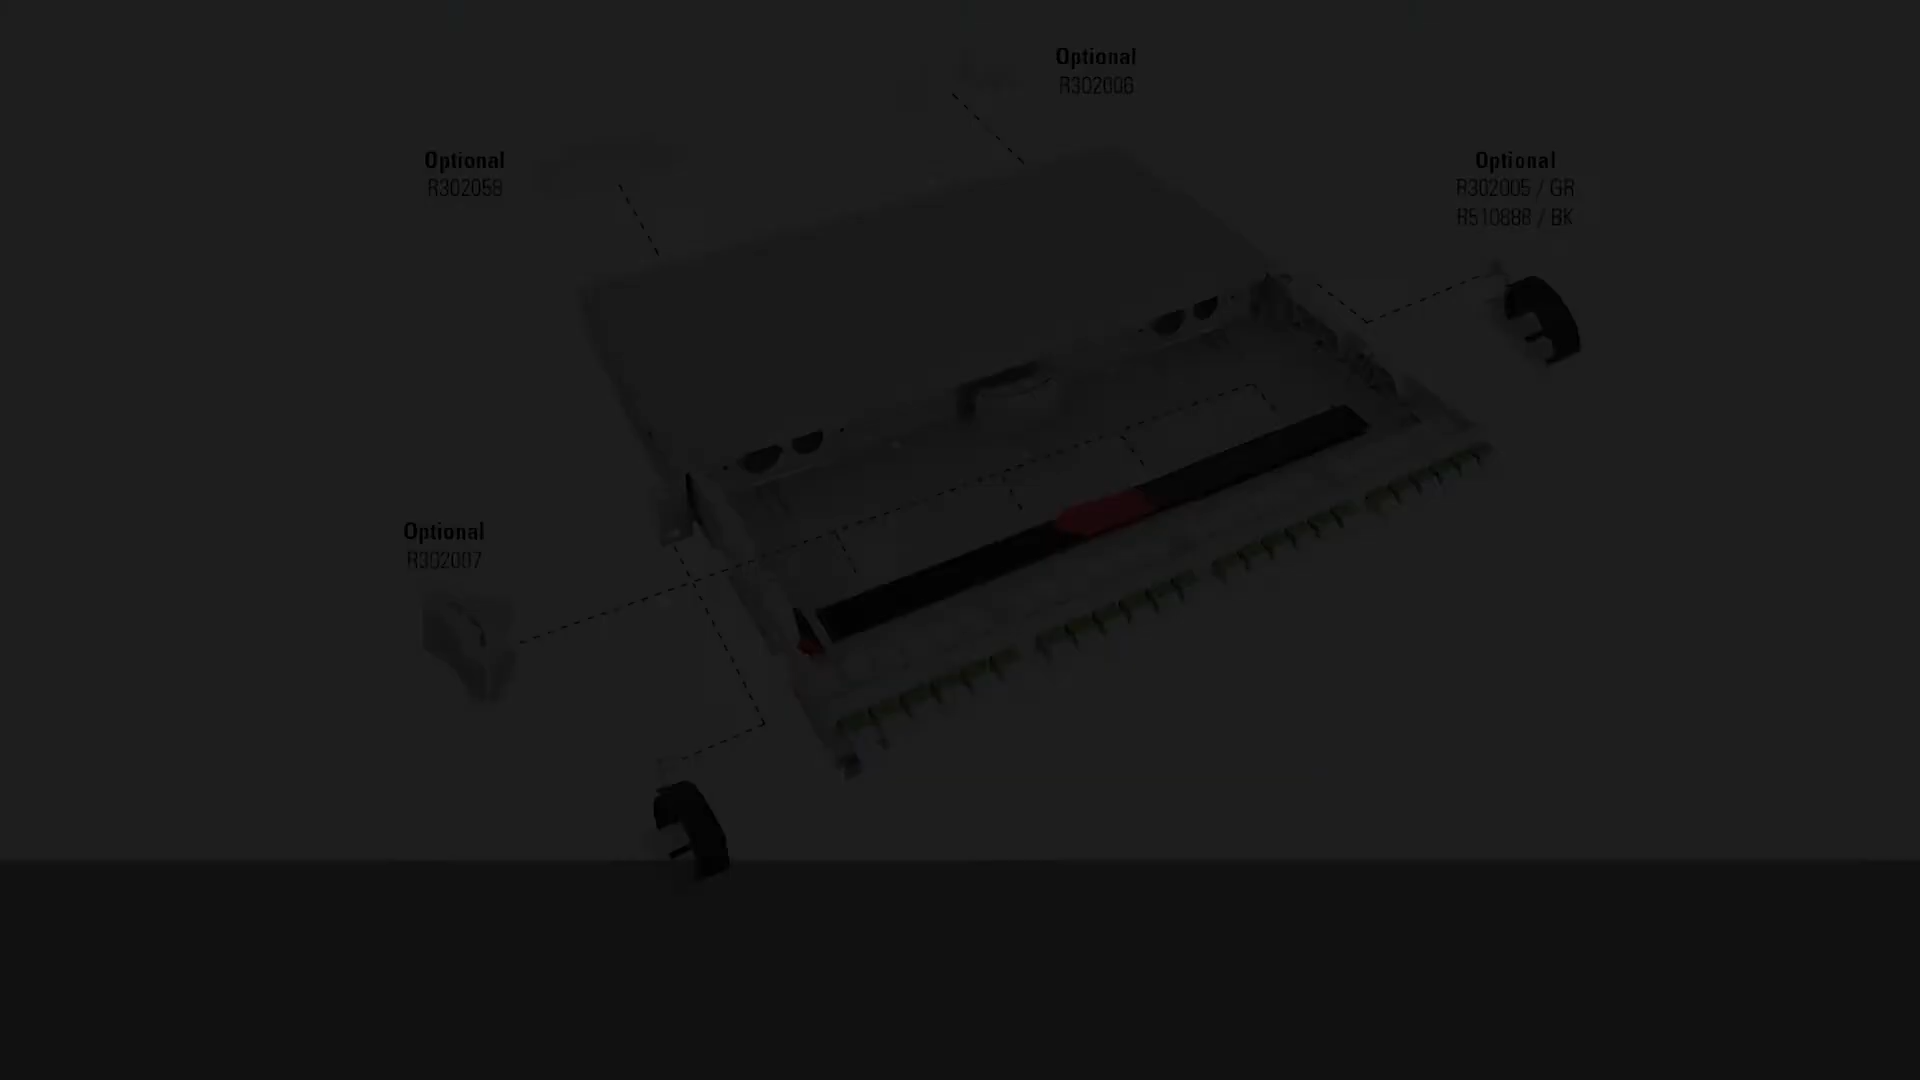 Optional
R302006
Optional
R302058
Optional
R302005 / GR
R510888 / BK
Optional
R302007